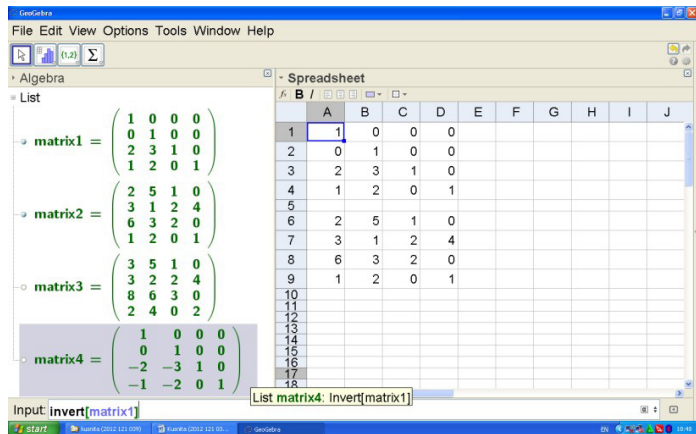 GeoGebra
File Edit View Options Tools Window Help
{1,2} Σ
Algebra
Spreadsheet
List
B I
A B C D E F G H I J
matrix1 =
1 0 0 0
0 1 0 0
2 3 1 0
1 2 0 1
matrix2 =
2 5 1 0
3 1 2 4
6 3 2 0
1 2 0 1
matrix3 =
3 5 1 0
3 2 2 4
8 6 3 0
2 4 0 2
matrix4 =
1 0 0 0
0 1 0 0
−2 −3 1 0
−1 −2 0 1
1 1 0 0 0
2 0 1 0 0
3 2 3 1 0
4 1 2 0 1
5
6 2 5 1 0
7 3 1 2 4
8 6 3 2 0
9 1 2 0 1
10
11
12
13
14
15
16
17
18
List matrix4: Invert[matrix1]
Input: invert[matrix1]
start kusnita (2012 121 009) GeoGebra EN 18:48